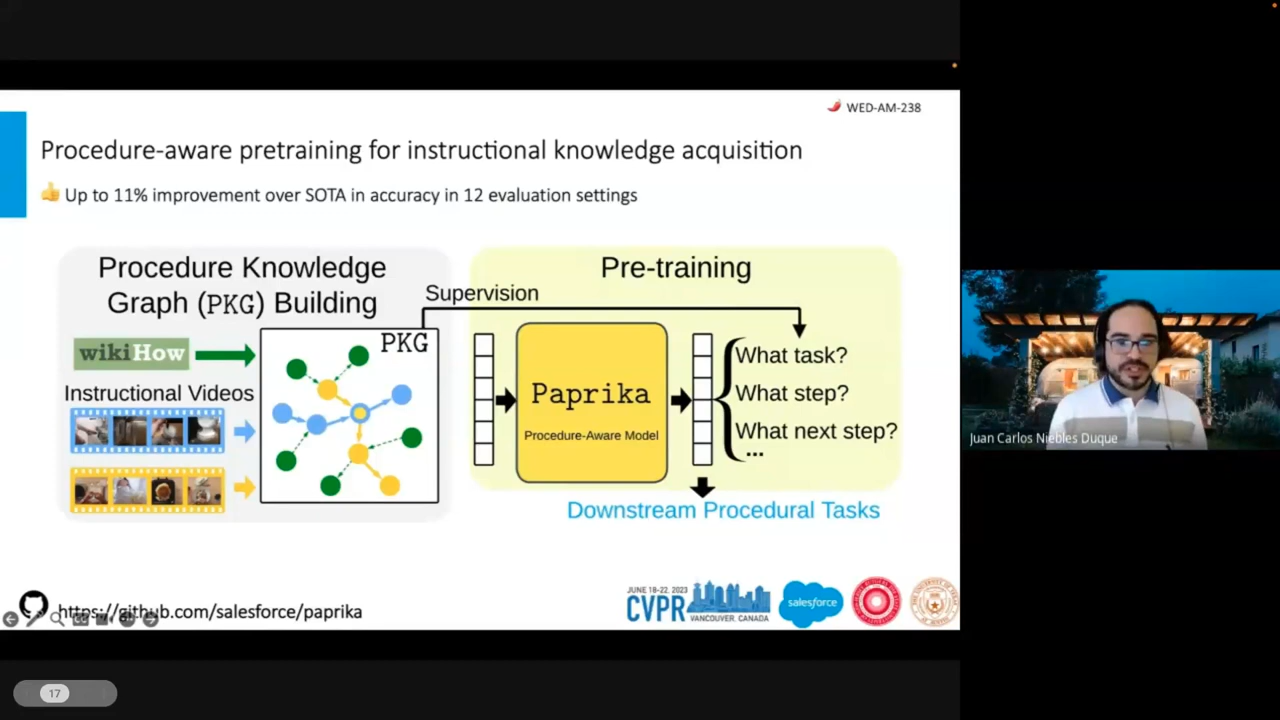 WED-AM-238
Procedure-aware pretraining for instructional knowledge acquisition
Up to 11% improvement over SOTA in accuracy in 12 evaluation settings
Procedure Knowledge
Graph (PKG) Building
wikiHow
Instructional Videos
PKG
Supervision
Pre-training
Paprika
Procedure-Aware Model
What task?
What step?
What next step?
...
Downstream Procedural Tasks
https://github.com/salesforce/paprika
JUNE 18-22, 2023
CVPR
VANCOUVER, CANADA
salesforce
Juan Carlos Niebles Duque
17